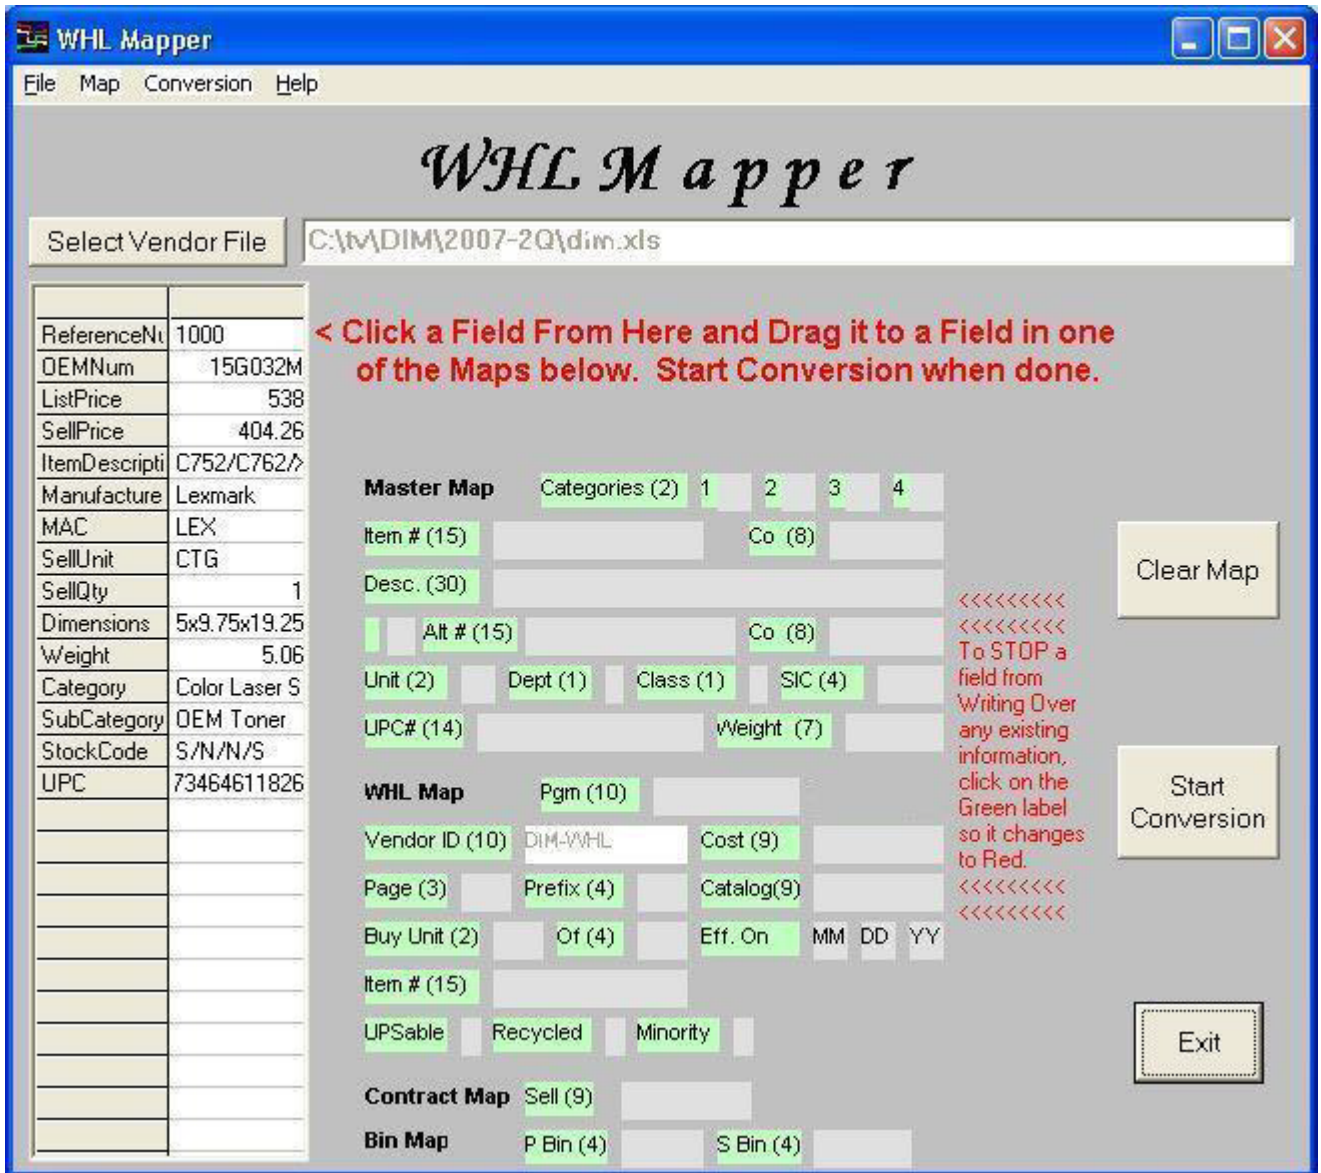 WHL Mapper
File Map Conversion Help
WHL Mapper
Select Vendor File C:\tv\DIM\2007-2Q\dim.xls
ReferenceNu 1000
OEMNum 15G032M
ListPrice 538
SellPrice 404.26
ItemDescripti C752/C762/X
Manufacture Lexmark
MAC LEX
SellUnit CTG
SellQty 1
Dimensions 5x9.75x19.25
Weight 5.06
Category Color Laser S
SubCategory OEM Toner
StockCode S/N/N/S
UPC 73464611826
< Click a Field From Here and Drag it to a Field in one
of the Maps below. Start Conversion when done.
Master Map Categories (2) 1 2 3 4
Item # (15) Co (8)
Desc. (30)
Alt # (15) Co (8)
Unit (2) Dept (1) Class (1) SIC (4)
UPC# (14) Weight (7)
WHL Map Pgm (10)
Vendor ID (10) DIM-WHL Cost (9)
Page (3) Prefix (4) Catalog(9)
Buy Unit (2) Of (4) Eff. On MM DD YY
Item # (15)
UPSable Recycled Minority
Contract Map Sell (9)
Bin Map P Bin (4) S Bin (4)
<<<<<<<<<
<<<<<<<<<
To STOP a
field from
Writing Over
any existing
information,
click on the
Green label
so it changes
to Red.
<<<<<<<<<
<<<<<<<<<
Clear Map
Start
Conversion
Exit